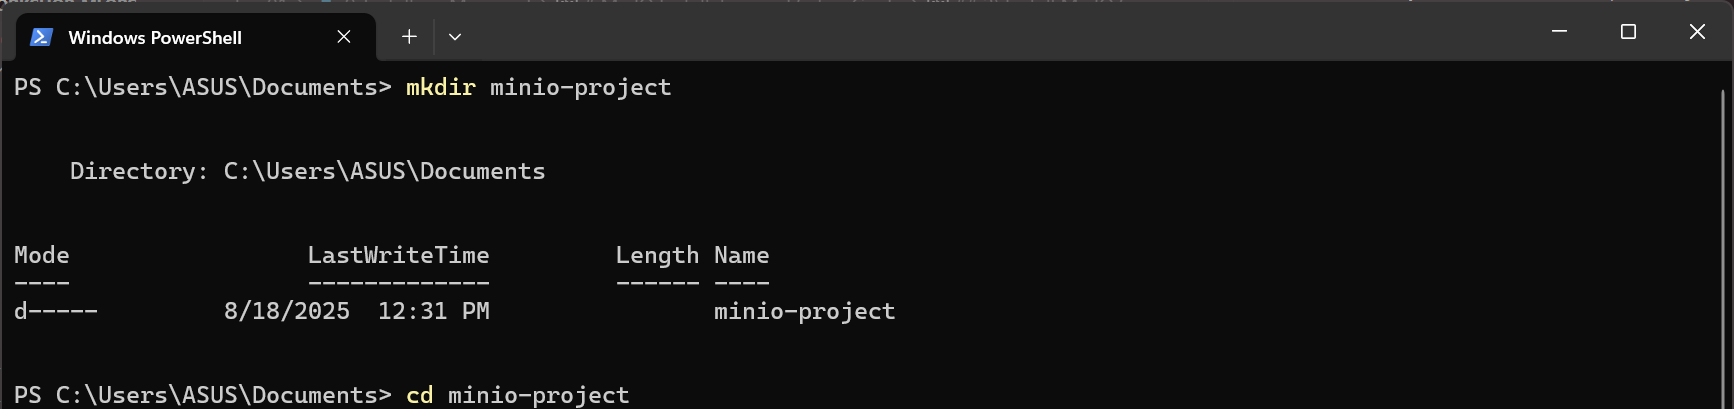 Windows PowerShell
PS C:\Users\ASUS\Documents> mkdir minio-project
Directory: C:\Users\ASUS\Documents
Mode                 LastWriteTime         Length Name
----                 -------------         ------ ----
d-----         8/18/2025  12:31 PM                minio-project
PS C:\Users\ASUS\Documents> cd minio-project